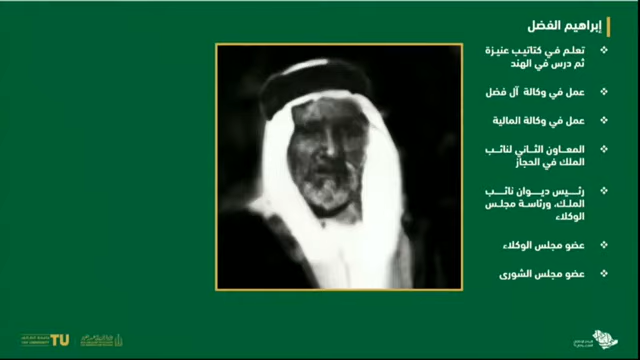 إبراهيم الفضل
تعلم في كتاتيب عنيزة
ثم درس في الهند
عمل في وكالة آل فضل
عمل في وكالة المالية
المعاون الثاني لنائب
الملك في الحجاز
رئيس ديوان نائب
الملك، ورئاسة مجلس
الوكلاء
عضو مجلس الوكلاء
عضو مجلس الشورى
TU